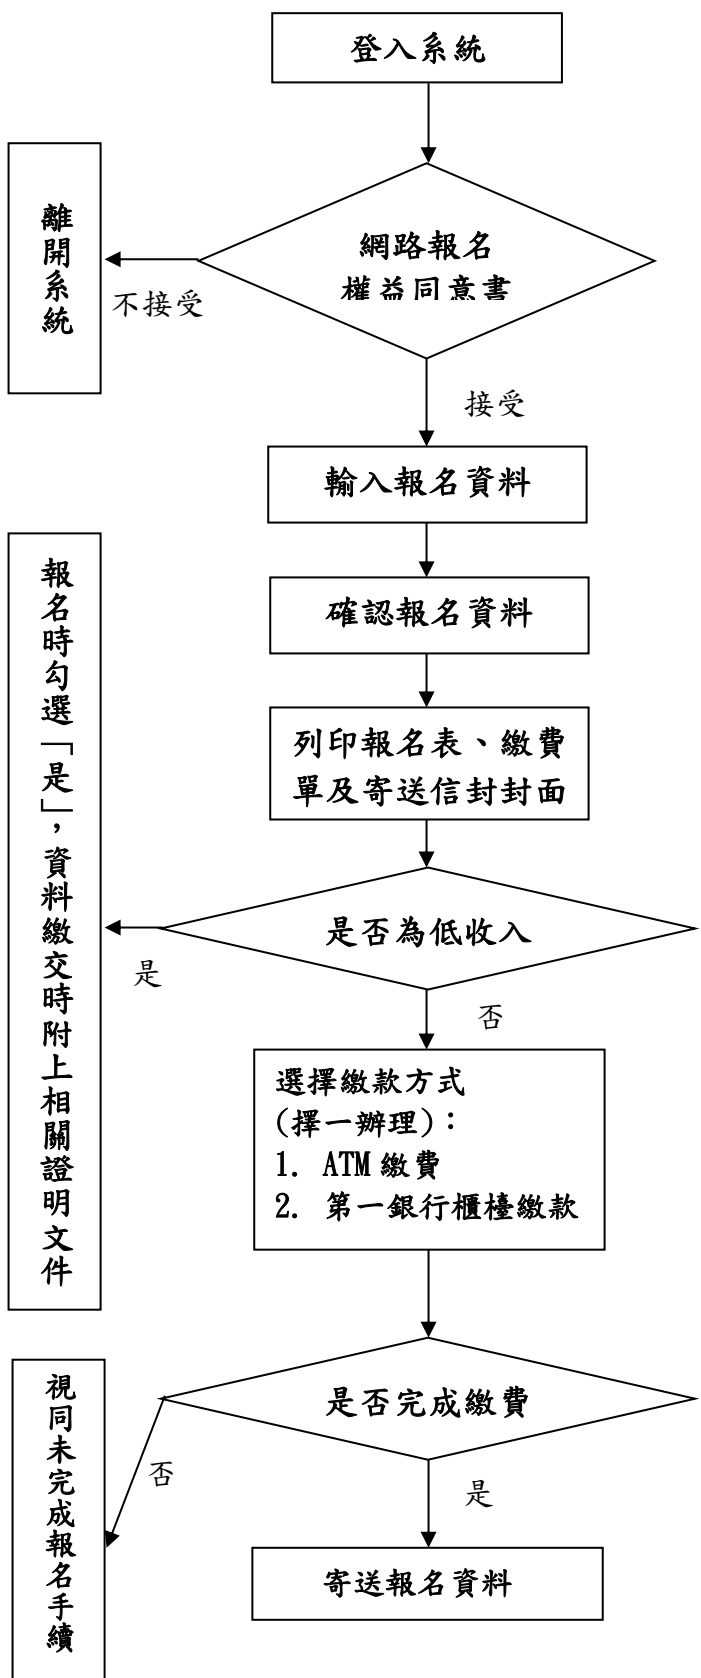 登入系統
網路報名
權益同意書
離開系統
不接受
接受
輸入報名資料
確認報名資料
列印報名表、繳費
單及寄送信封封面
是否為低收入
是
報名時勾選「是」，資料繳交時附上相關證明文件
否
選擇繳款方式
(擇一辦理)：
1. ATM 繳費
2. 第一銀行櫃檯繳款
是否完成繳費
否
視同未完成報名手續
是
寄送報名資料